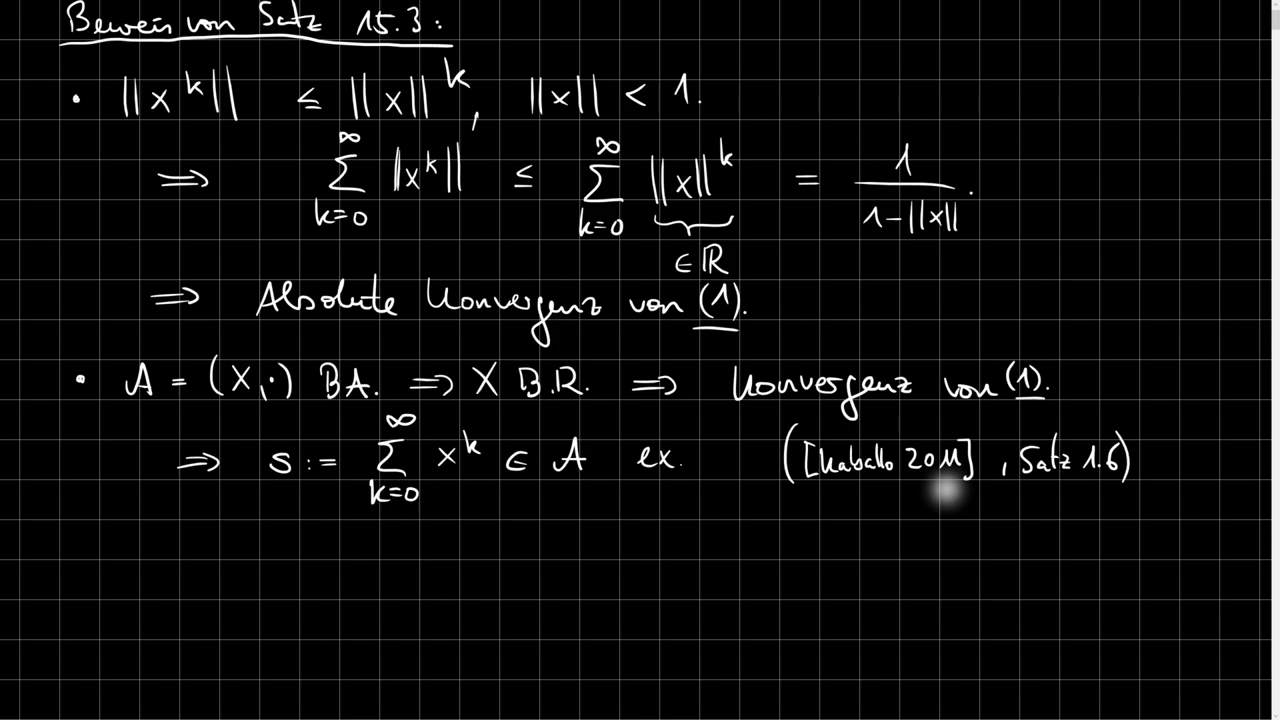 Beweis von Satz 15.3:
• ||x^k|| ≤ ||x||^k, ||x|| < 1.
⟹ ∑_{k=0}^∞ ||x^k|| ≤ ∑_{k=0}^∞ ||x||^k = 1/(1-||x||).
∈ ℝ
⟹ Absolute Konvergenz von (1).
• A = (X,·) BA. ⟹ X B.R. ⟹ Konvergenz von (1).
⟹ s := ∑_{k=0}^∞ x^k ∈ A ex. ([Kaballo 2011], Satz 1.6)